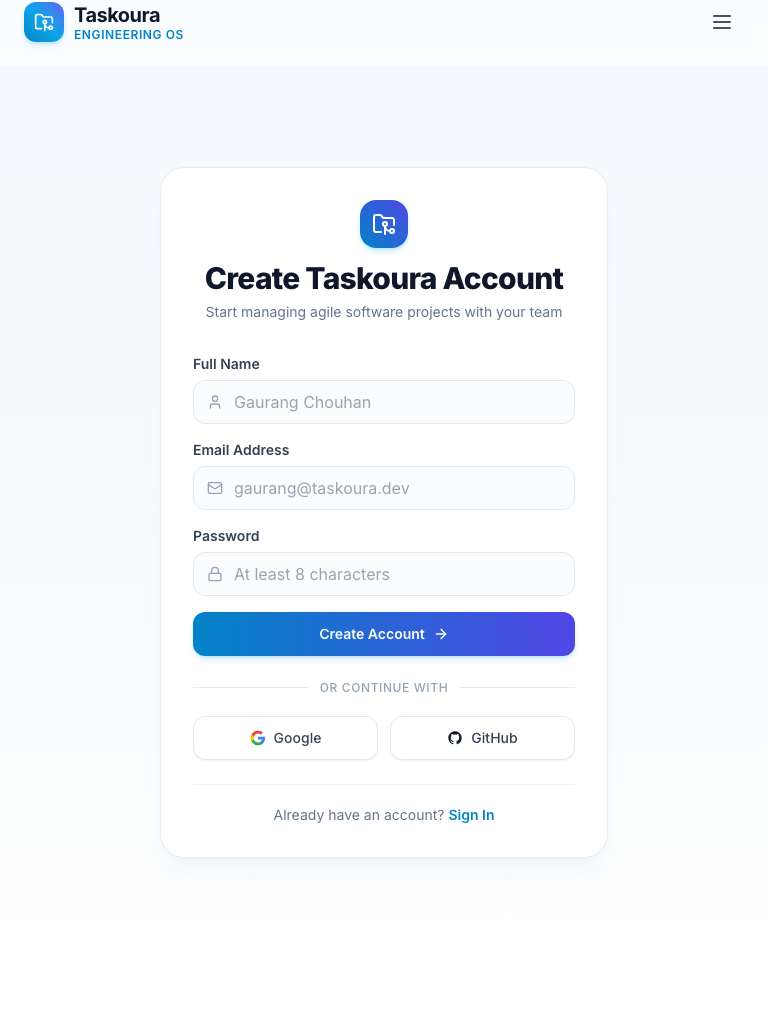 Taskoura
ENGINEERING OS
Create Taskoura Account
Start managing agile software projects with your team
Full Name
Gaurang Chouhan
Email Address
gaurang@taskoura.dev
Password
At least 8 characters
Create Account
OR CONTINUE WITH
Google
GitHub
Already have an account? Sign In